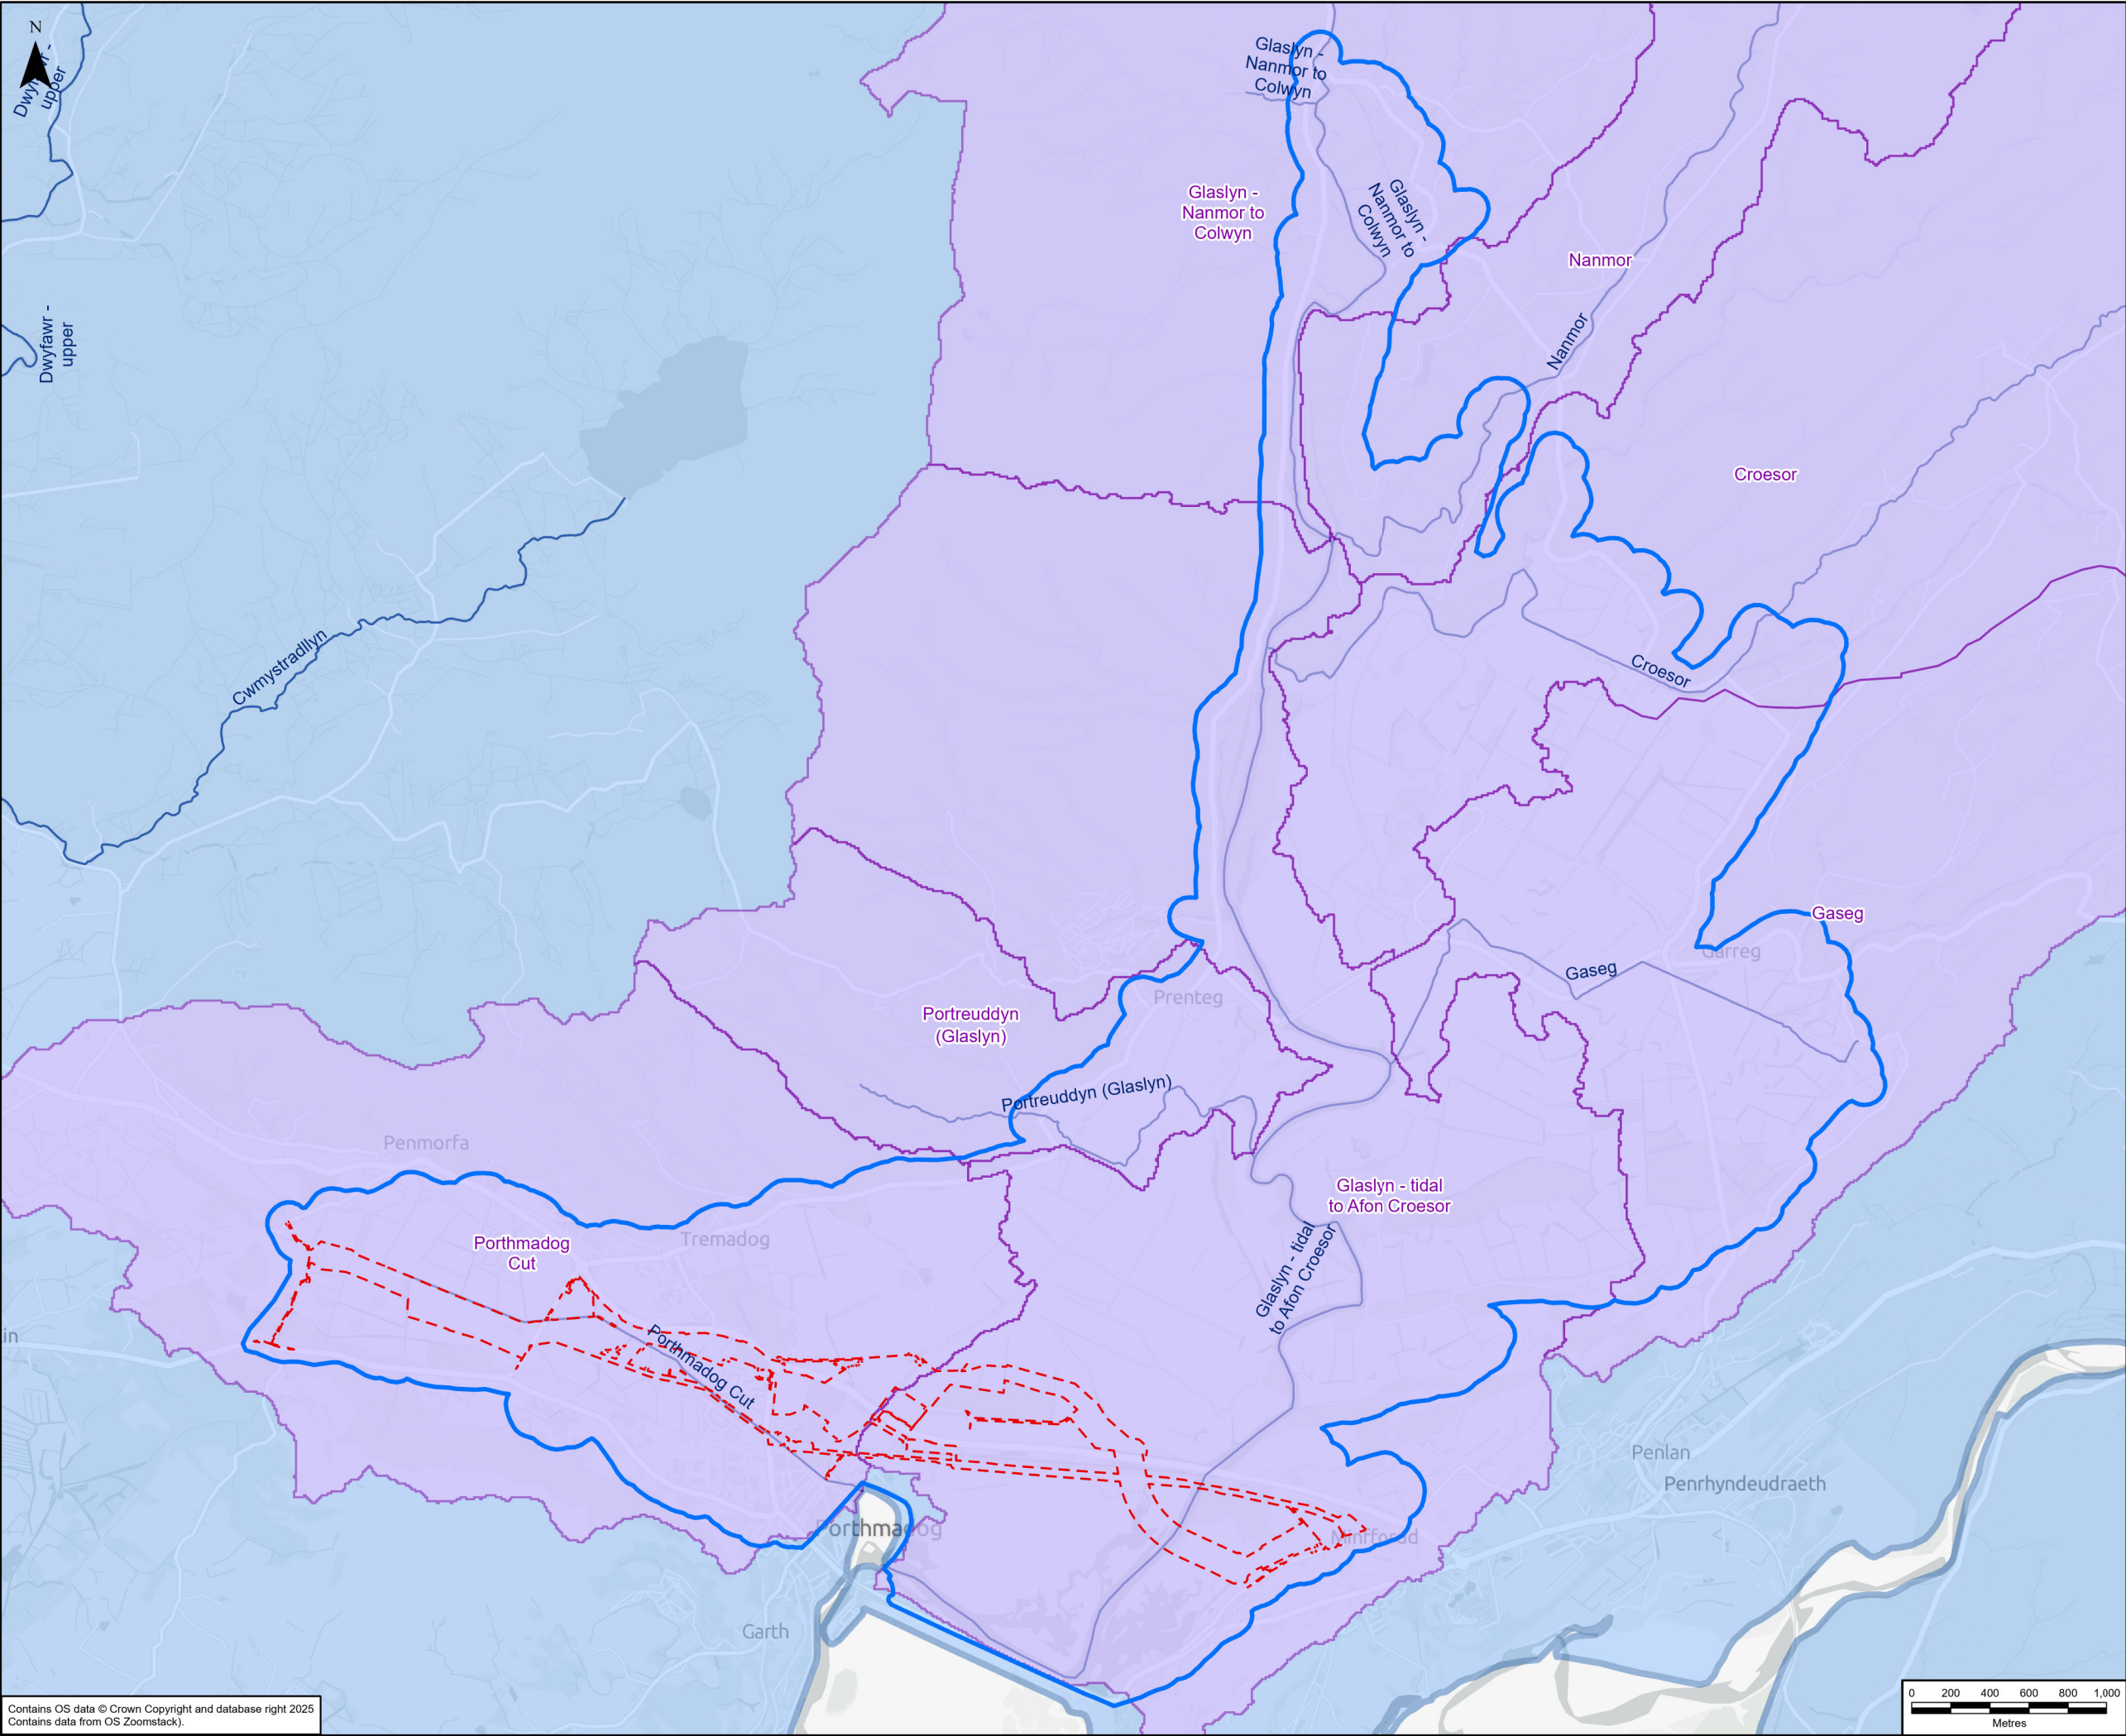 N
Dwyfawr -
upper
Glaslyn -
Nanmor to
Colwyn
Glaslyn -
Nanmor to
Colwyn
Glaslyn -
Nanmor to
Colwyn
Nanmor
Nanmor
Dwyfawr -
upper
Croesor
Cwmystradllyn
Croesor
Gaseg
Garreg
Gaseg
Prenteg
Portreuddyn
(Glaslyn)
Portreuddyn (Glaslyn)
Penmorfa
Glaslyn - tidal
to Afon Croesor
Porthmadog
Cut
Tremadog
Glaslyn - tidal
to Afon Croesor
in
Porthmadog Cut
Penlan
Penrhyndeudraeth
Porthmadog
Minffordd
Garth
Contains OS data © Crown Copyright and database right 2025
Contains data from OS Zoomstack).
0 200 400 600 800 1,000
Metres